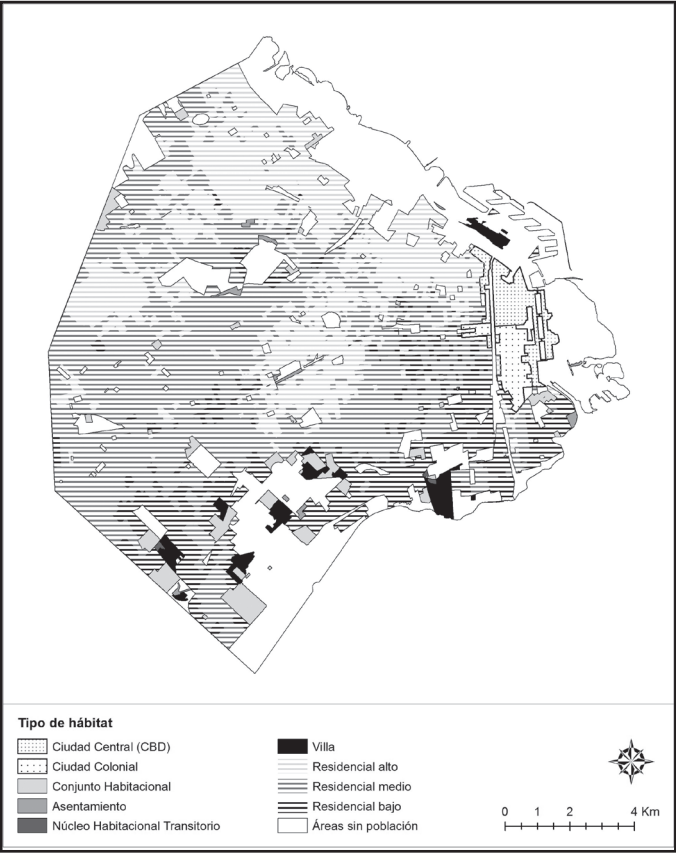 Tipo de hábitat
Ciudad Central (CBD)
Ciudad Colonial
Conjunto Habitacional
Asentamiento
Núcleo Habitacional Transitorio
Villa
Residencial alto
Residencial medio
Residencial bajo
Áreas sin población
0 1 2 4 Km